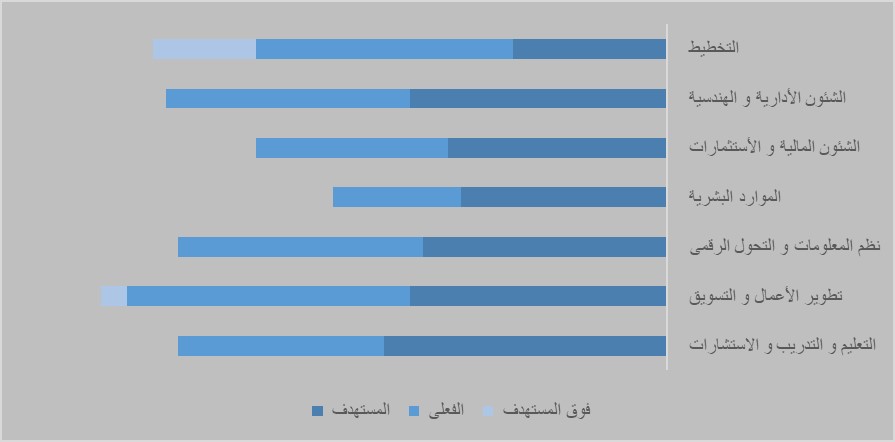 التخطيط
الشئون الأدارية و الهندسية
الشئون المالية و الأستثمارات
الموارد البشرية
نظم المعلومات و التحول الرقمى
تطوير الأعمال و التسويق
التعليم و التدريب و الاستشارات
فوق المستهدف الفعلى المستهدف